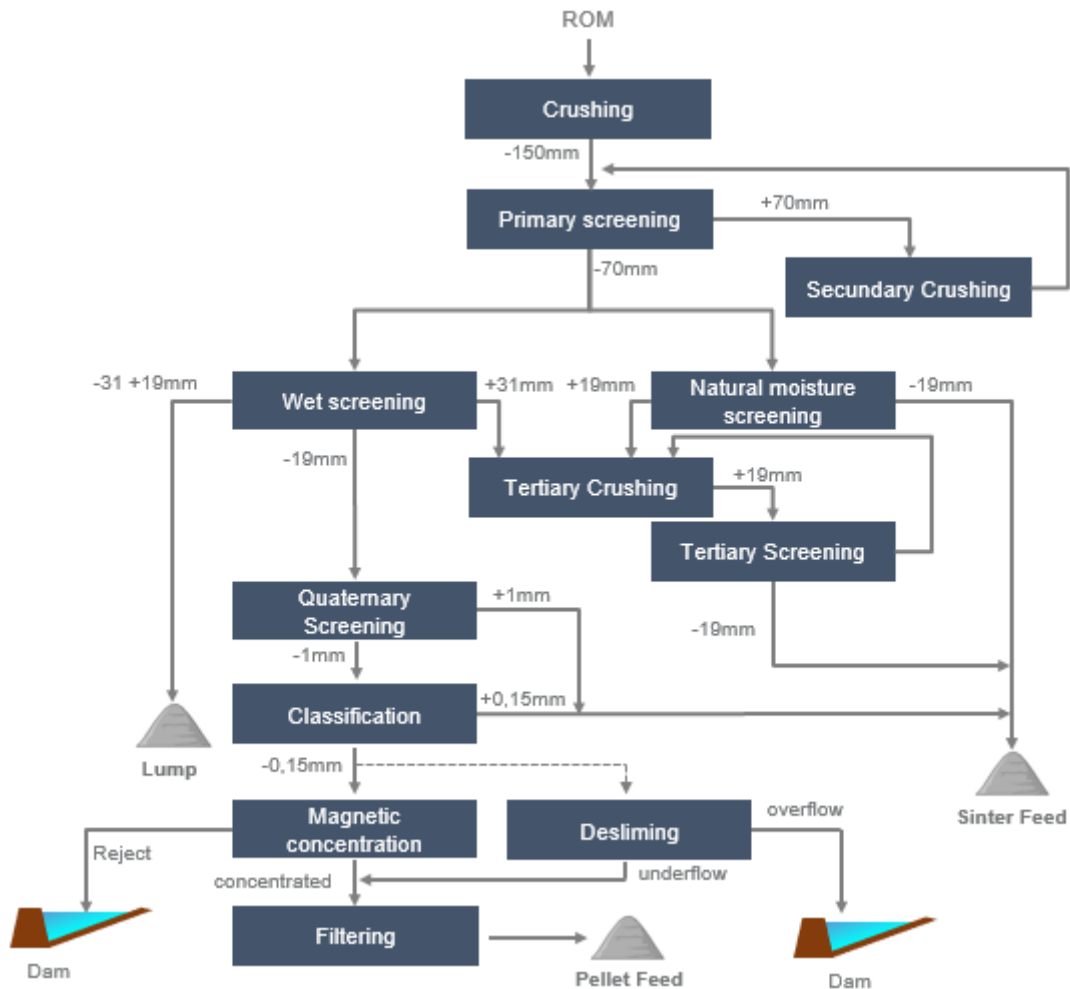 ROM
Crushing
-150mm
Primary screening
+70mm
-70mm
Secundary Crushing
-31 +19mm
Wet screening
+31mm
+19mm
Natural moisture
screening
-19mm
-19mm
Tertiary Crushing
+19mm
Tertiary Screening
Quaternary
Screening
+1mm
-19mm
-1mm
Classification
+0,15mm
Lump
-0,15mm
Sinter Feed
Magnetic
concentration
Desliming
overflow
Reject
concentrated
underflow
Filtering
Dam
Pellet Feed
Dam